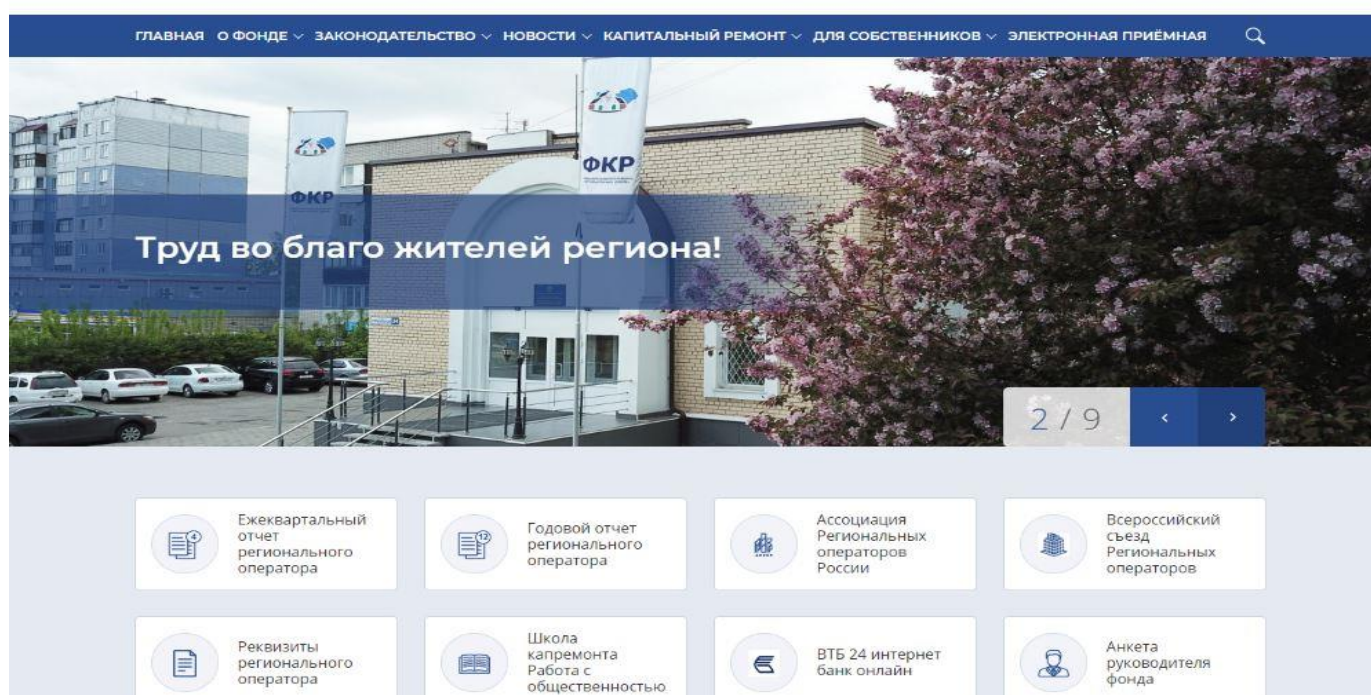 ГЛАВНАЯ О ФОНДЕ ЗАКОНОДАТЕЛЬСТВО НОВОСТИ КАПИТАЛЬНЫЙ РЕМОНТ ДЛЯ СОБСТВЕННИКОВ ЭЛЕКТРОННАЯ ПРИЁМНАЯ
ФКР
ФКР
Труд во благо жителей региона!
2 / 9
Ежеквартальный
отчет
регионального
оператора
4
Годовой отчет
регионального
оператора
12
Ассоциация
Региональных
операторов
России
Всероссийский
съезд
Региональных
операторов
Реквизиты
регионального
оператора
Школа
капремонта
Работа с
общественностью
ВТБ 24 интернет
банк онлайн
Анкета
руководителя
фонда